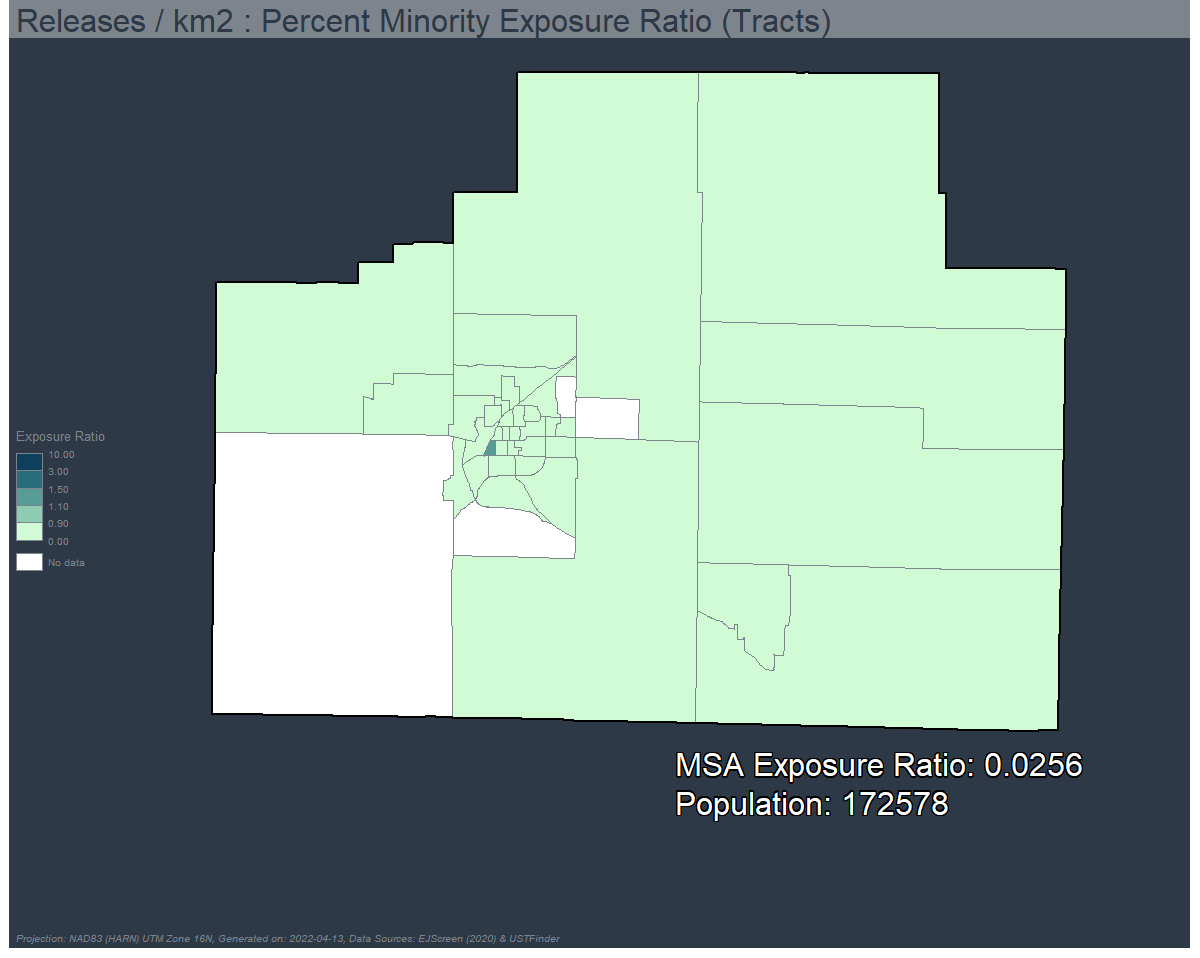 Releases / km2 : Percent Minority Exposure Ratio (Tracts)
Exposure Ratio
10.00
3.00
1.50
1.10
0.90
0.00
No data
MSA Exposure Ratio: 0.0256
Population: 172578
Projection: NAD83 (HARN) UTM Zone 16N, Generated on: 2022-04-13, Data Sources: EJScreen (2020) & USTFinder